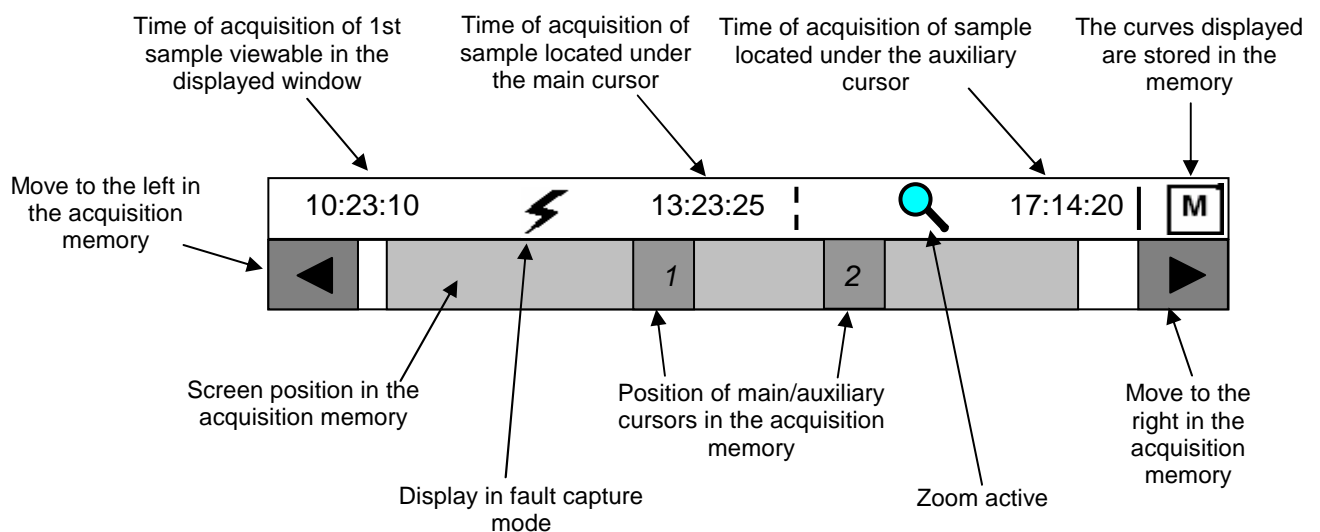 Time of acquisition of 1st
sample viewable in the
displayed window
Time of acquisition of
sample located under
the main cursor
Time of acquisition of sample
located under the auxiliary
cursor
The curves displayed
are stored in the
memory
Move to the left in
the acquisition
memory
10:23:10
13:23:25
17:14:20
M
1
2
Screen position in the
acquisition memory
Position of main/auxiliary
cursors in the acquisition
memory
Move to the
right in the
acquisition
memory
Display in fault capture
mode
Zoom active